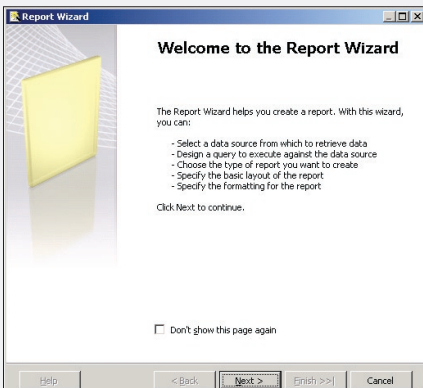 Report Wizard
Welcome to the Report Wizard
The Report Wizard helps you create a report. With this wizard,
you can:
- Select a data source from which to retrieve data
- Design a query to execute against the data source
- Choose the type of report you want to create
- Specify the basic layout of the report
- Specify the formatting for the report
Click Next to continue.
Don't show this page again
Help
< Back
Next >
Finish >>|
Cancel